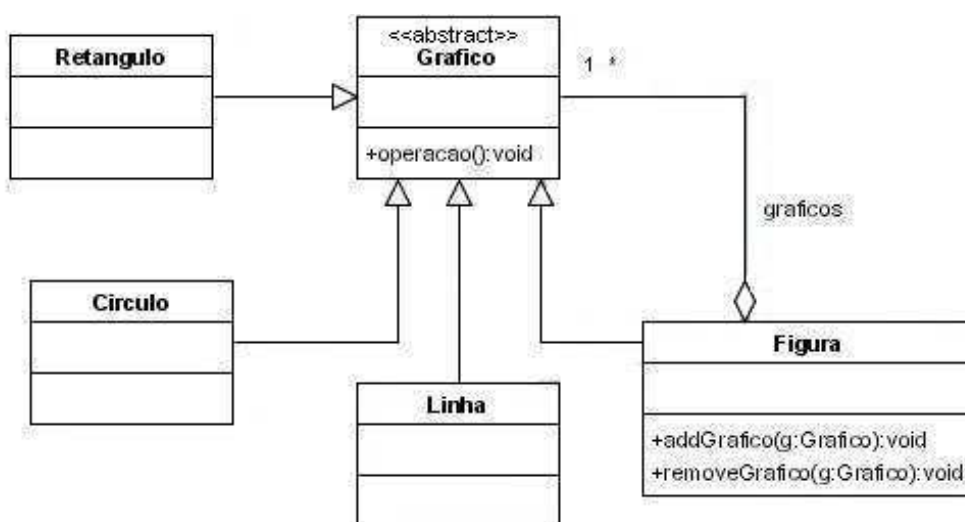 Retangulo
<<abstract>>
Grafico
+operacao():void
1 *
graficos
Circulo
Linha
Figura
+addGrafico(g:Grafico):void
+removeGrafico(g:Grafico):void